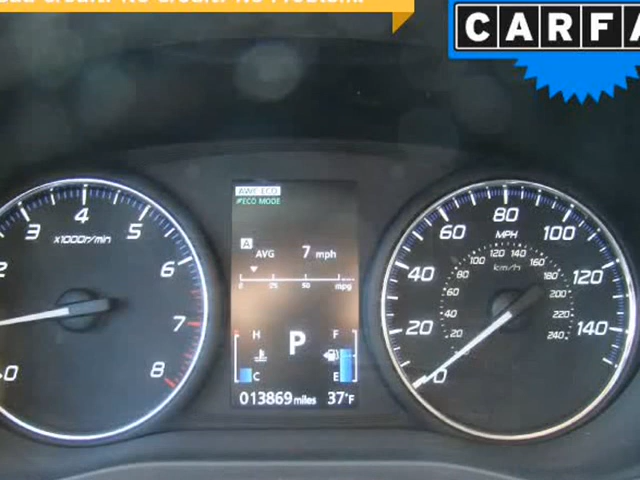 Bad Credit. No Credit. No Problem.
CARFA
AWC ECO
ECO MODE
A AVG 7 mph
0 25 50 mpg
H F
P
C E
013869 miles 37°F
0 2 3 4 5 6 7 8
x1000r/min
0 20 40 60 80 100 120 140
MPH
20 40 60 80 100 120 140 160 180 200 220 240
km/h